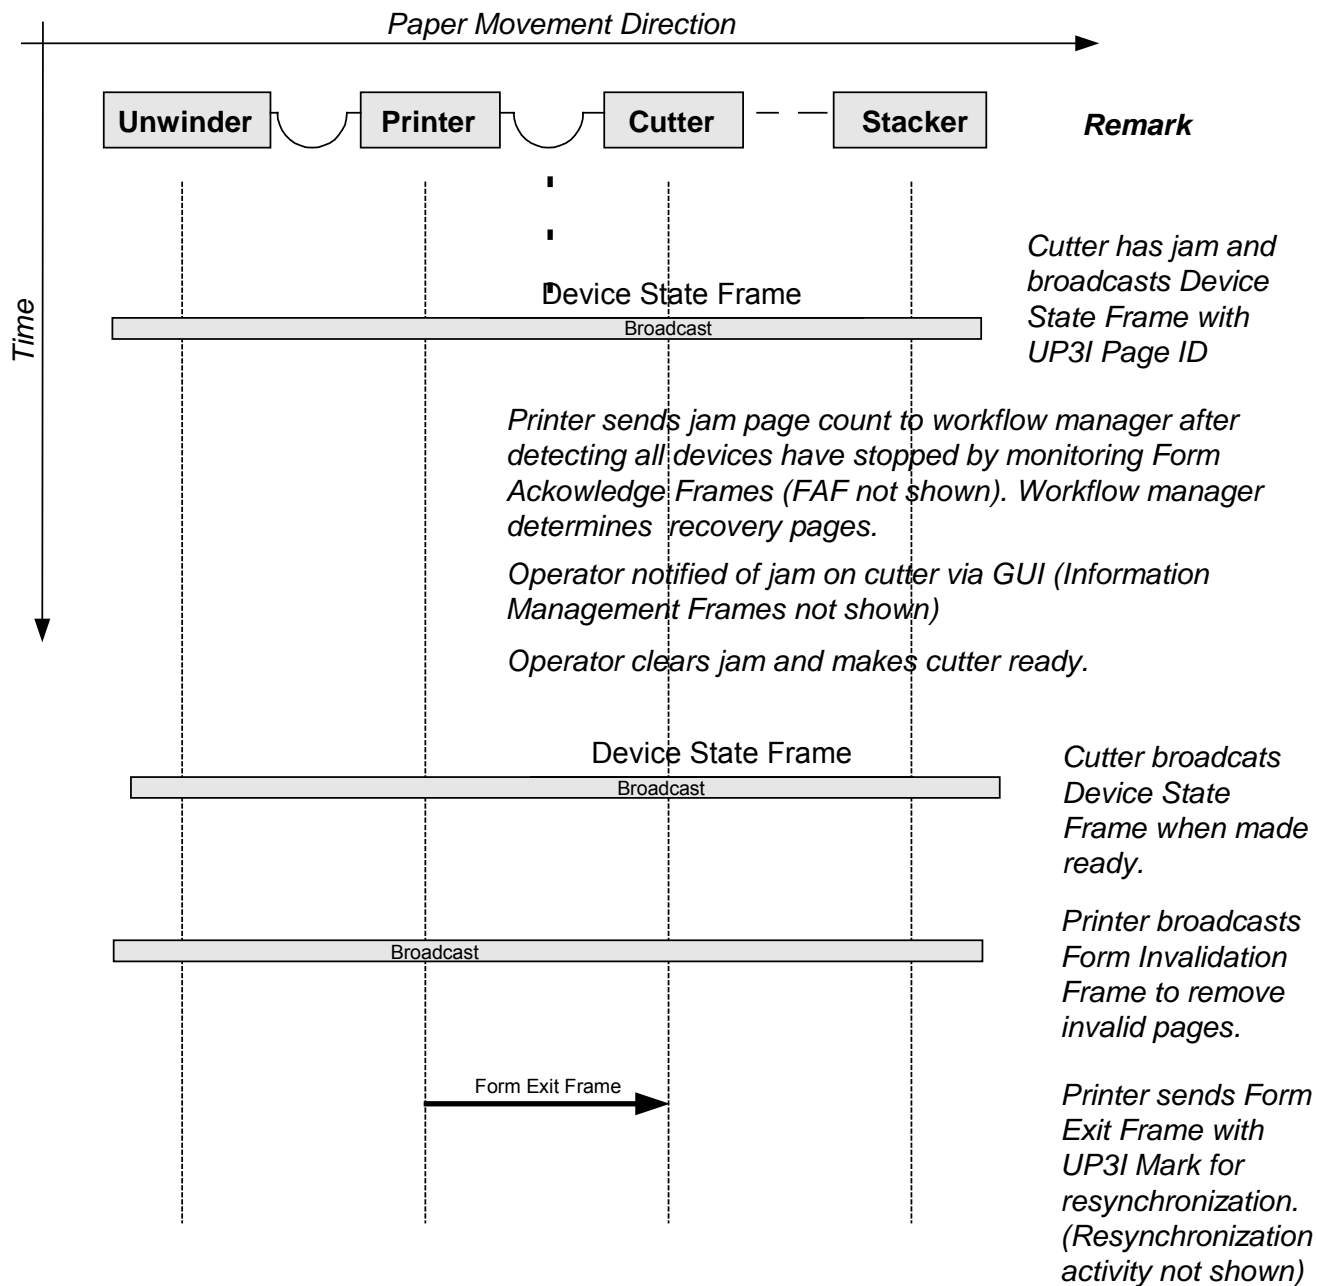 Paper Movement Direction
Unwinder
Printer
Cutter
Stacker
Remark
Time
Cutter has jam and
broadcasts Device
State Frame with
UP3I Page ID
Device State Frame
Broadcast
Printer sends jam page count to workflow manager after
detecting all devices have stopped by monitoring Form
Ackowledge Frames (FAF not shown). Workflow manager
determines recovery pages.
Operator notified of jam on cutter via GUI (Information
Management Frames not shown)
Operator clears jam and makes cutter ready.
Device State Frame
Broadcast
Cutter broadcats
Device State
Frame when made
ready.
Broadcast
Printer broadcasts
Form Invalidation
Frame to remove
invalid pages.
Form Exit Frame
Printer sends Form
Exit Frame with
UP3I Mark for
resynchronization.
(Resynchronization
activity not shown)